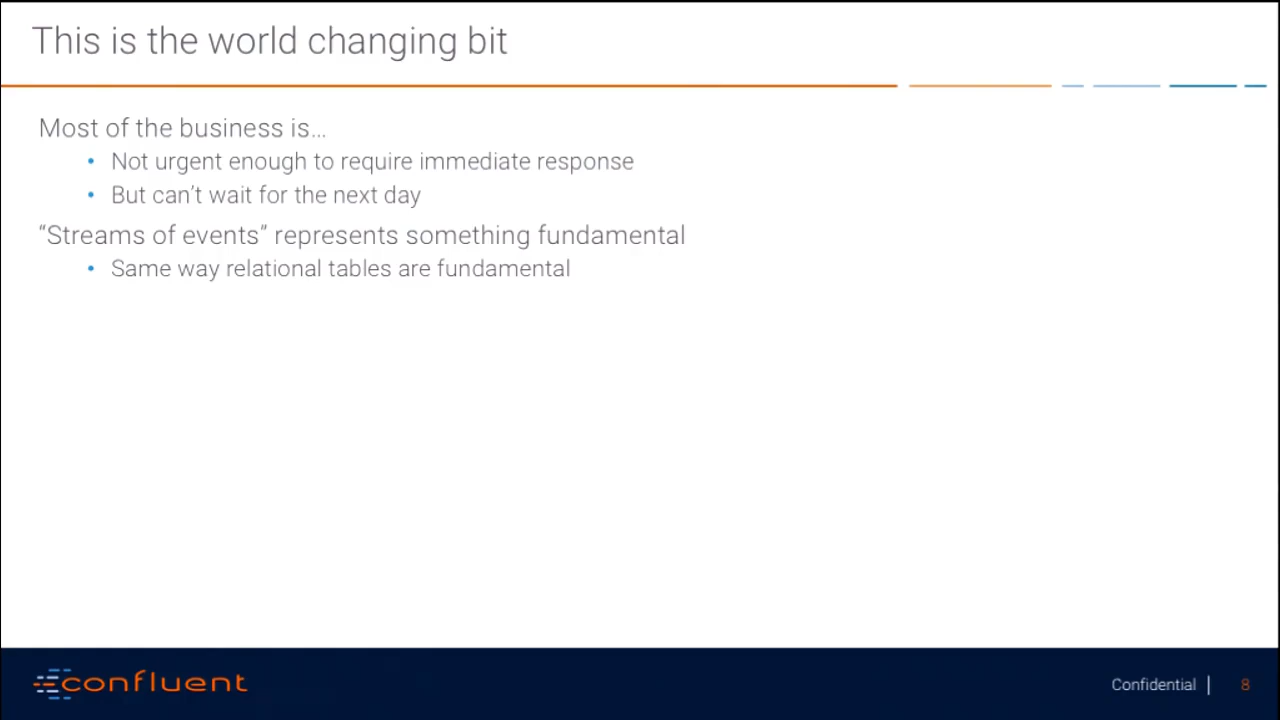 This is the world changing bit
Most of the business is…
• Not urgent enough to require immediate response
• But can’t wait for the next day
“Streams of events” represents something fundamental
• Same way relational tables are fundamental
confluent
Confidential | 8